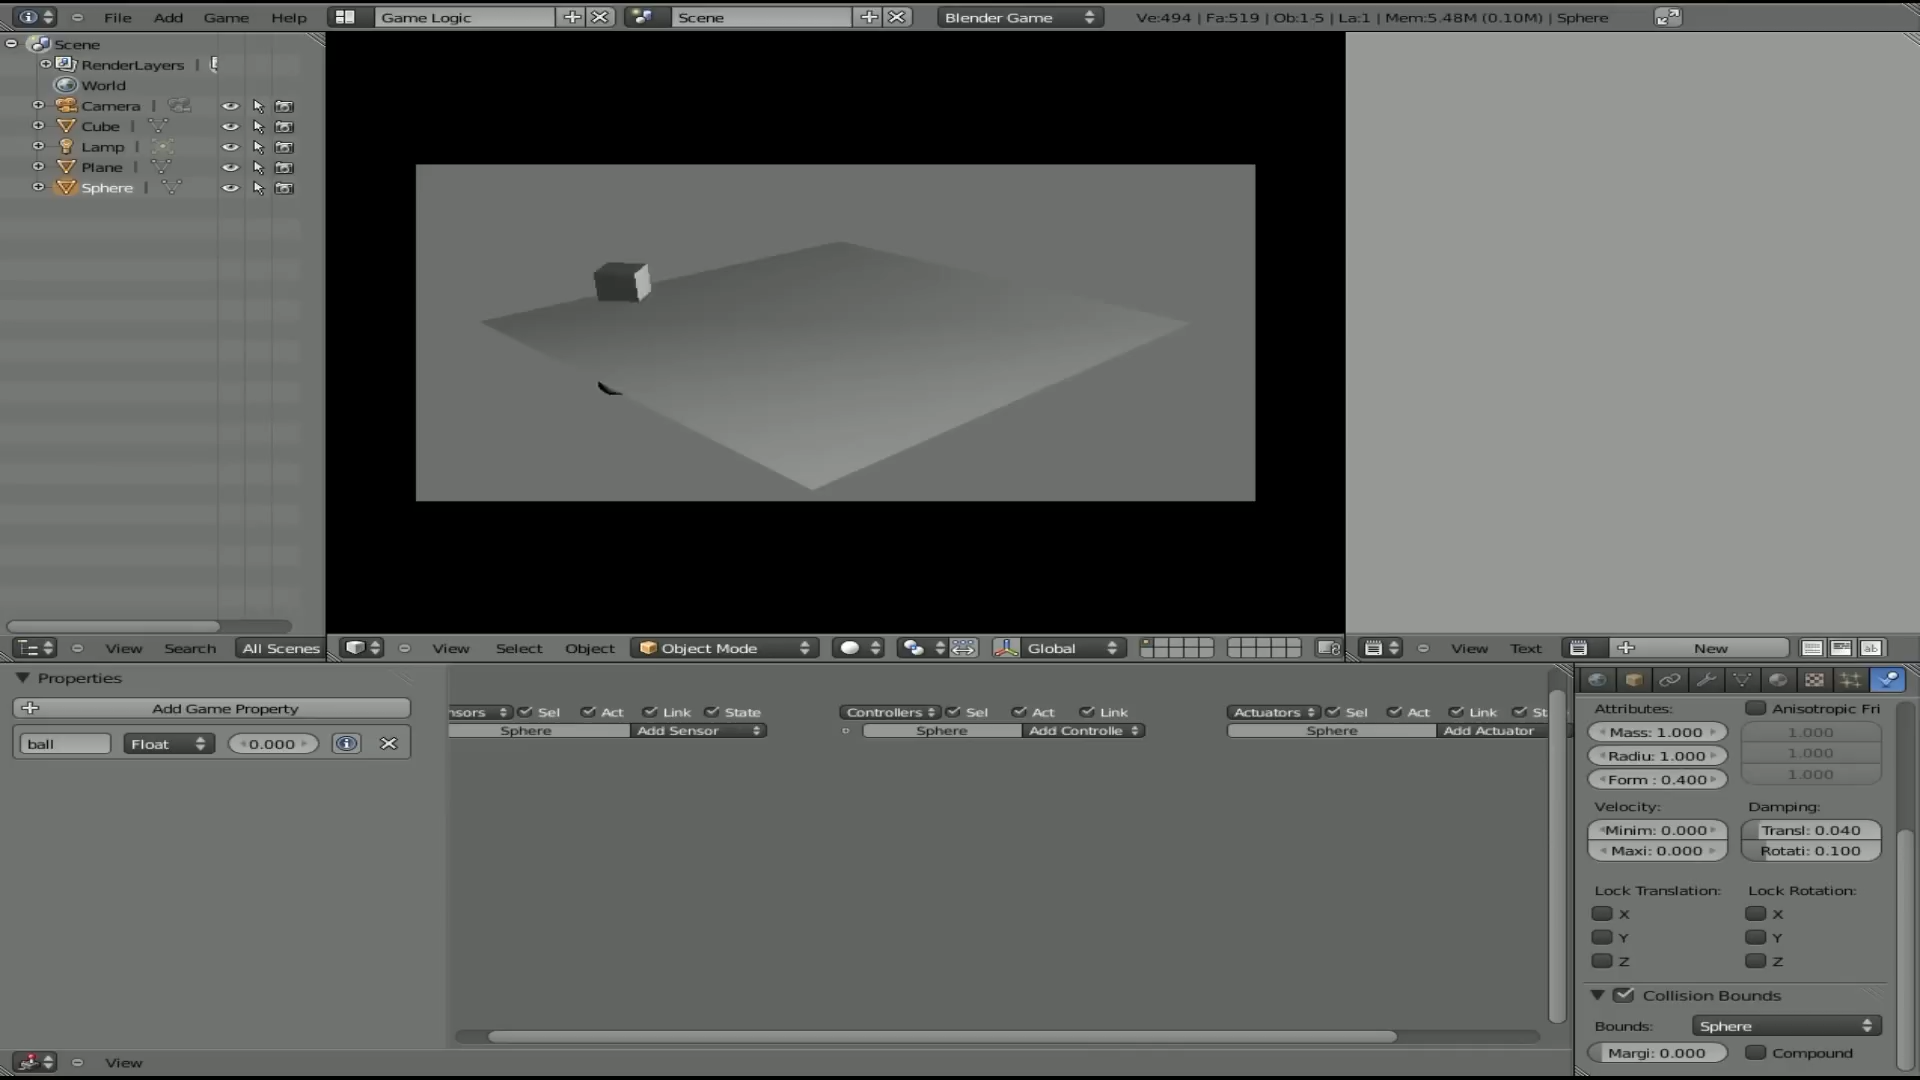 File Add Game Help Game Logic Scene Blender Game Ve:494 | Fa:519 | Ob:1-5 | La:1 | Mem:5.48M (0.10M) | Sphere
Scene
RenderLayers |
World
Camera |
Cube |
Lamp |
Plane |
Sphere |
View Search All Scenes View Select Object Object Mode Global View Text New
Properties
Add Game Property
ball Float 0.000
nsors Sel Act Link State Controllers Sel Act Link Actuators Sel Act Link St
Sphere Add Sensor Sphere Add Controlle Sphere Add Actuator
Attributes: Anisotropic Fri
Mass: 1.000 1.000
Radiu: 1.000 1.000
Form : 0.400 1.000
Velocity: Damping:
Minim: 0.000 Transl: 0.040
Maxi: 0.000 Rotati: 0.100
Lock Translation: Lock Rotation:
X X
Y Y
Z Z
Collision Bounds
Bounds: Sphere
Margi: 0.000 Compound
View